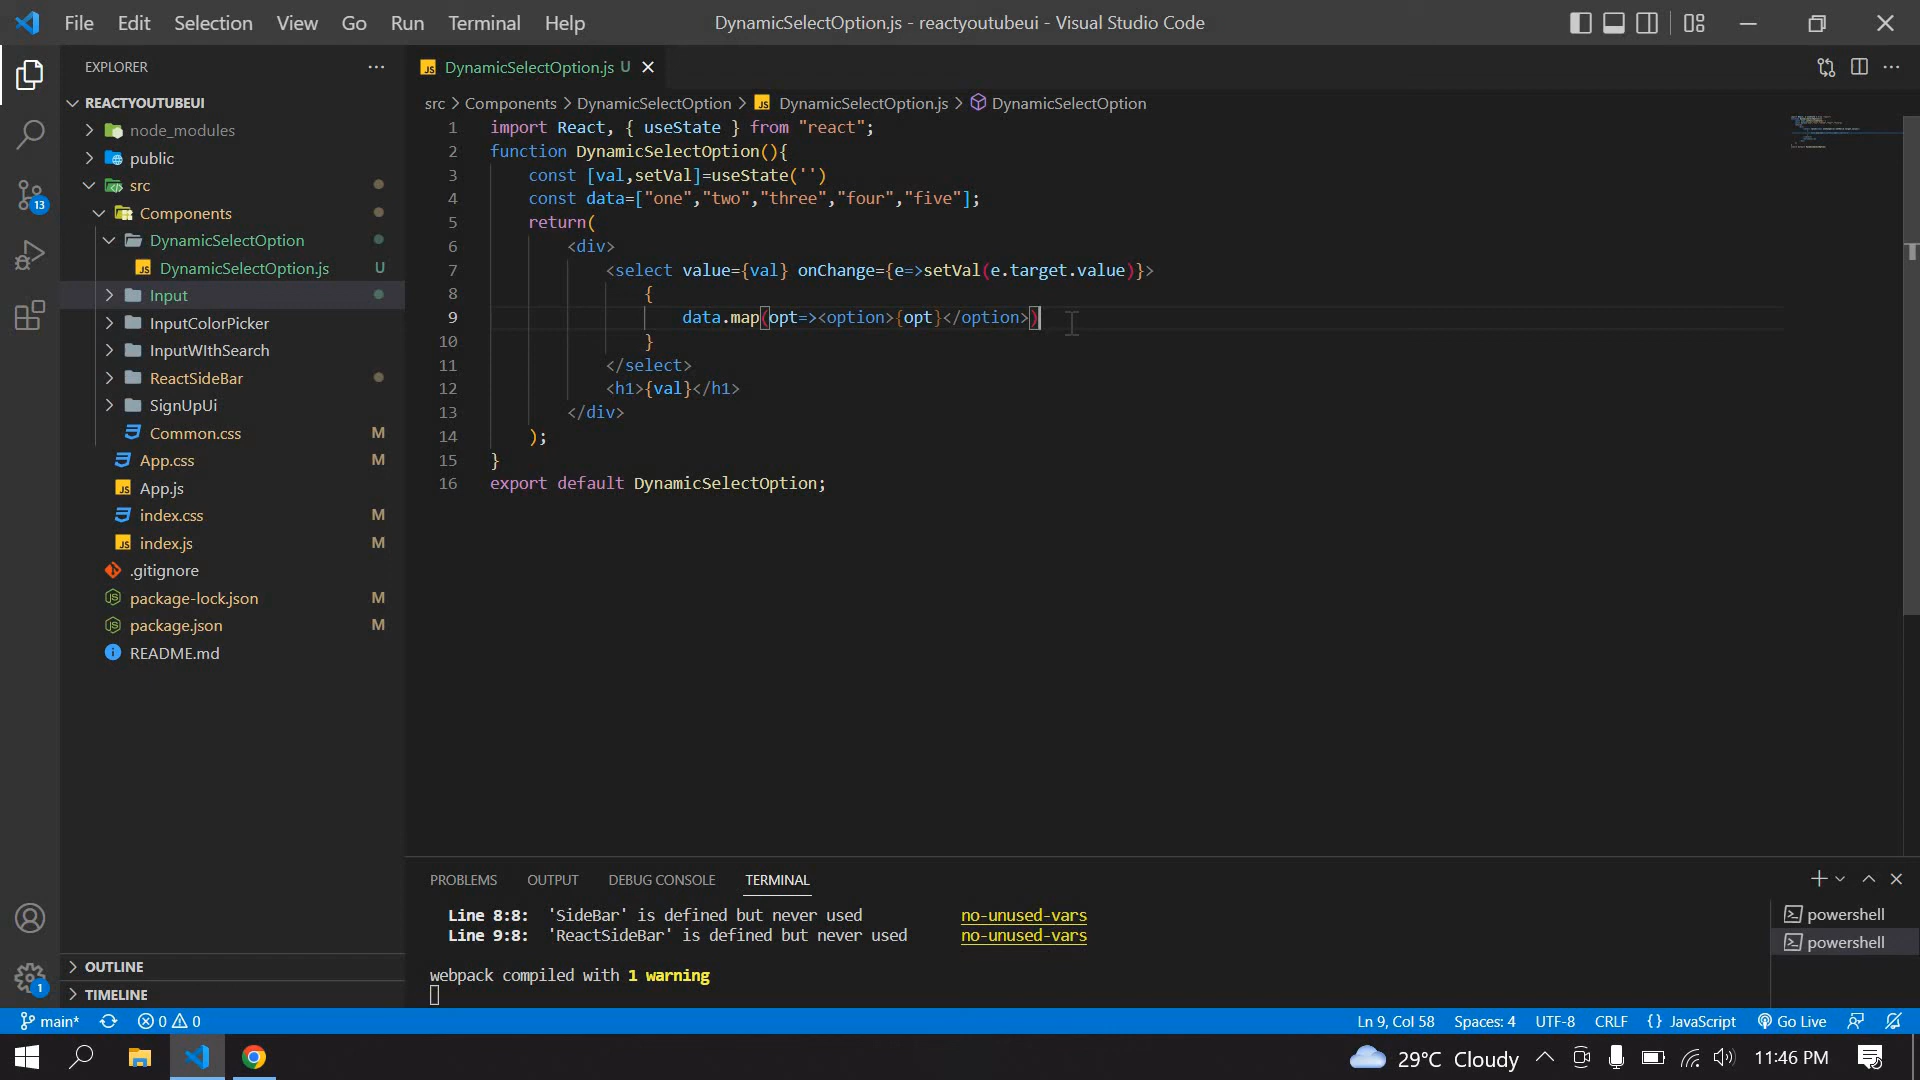 File Edit Selection View Go Run Terminal Help DynamicSelectOption.js - reactyoutubeui - Visual Studio Code
EXPLORER
REACTYOUTUBEUI
node_modules
public
src
Components
DynamicSelectOption
DynamicSelectOption.js U
Input
InputColorPicker
InputWIthSearch
ReactSideBar
SignUpUi
Common.css M
App.css M
App.js
index.css M
index.js M
.gitignore
package-lock.json M
package.json M
README.md
OUTLINE
TIMELINE
13
1
JS DynamicSelectOption.js U
src > Components > DynamicSelectOption > JS DynamicSelectOption.js > DynamicSelectOption
1 import React, { useState } from "react";
2 function DynamicSelectOption(){
3 const [val,setVal]=useState('')
4 const data=["one","two","three","four","five"];
5 return(
6 <div>
7 <select value={val} onChange={e=>setVal(e.target.value)}>
8 {
9 data.map(opt=><option>{opt}</option>)
10 }
11 </select>
12 <h1>{val}</h1>
13 </div>
14 );
15 }
16 export default DynamicSelectOption;
PROBLEMS OUTPUT DEBUG CONSOLE TERMINAL
Line 8:8: 'SideBar' is defined but never used no-unused-vars
Line 9:8: 'ReactSideBar' is defined but never used no-unused-vars
webpack compiled with 1 warning
powershell
powershell
main* 0 0 Ln 9, Col 58 Spaces: 4 UTF-8 CRLF {} JavaScript Go Live
29°C Cloudy 11:46 PM